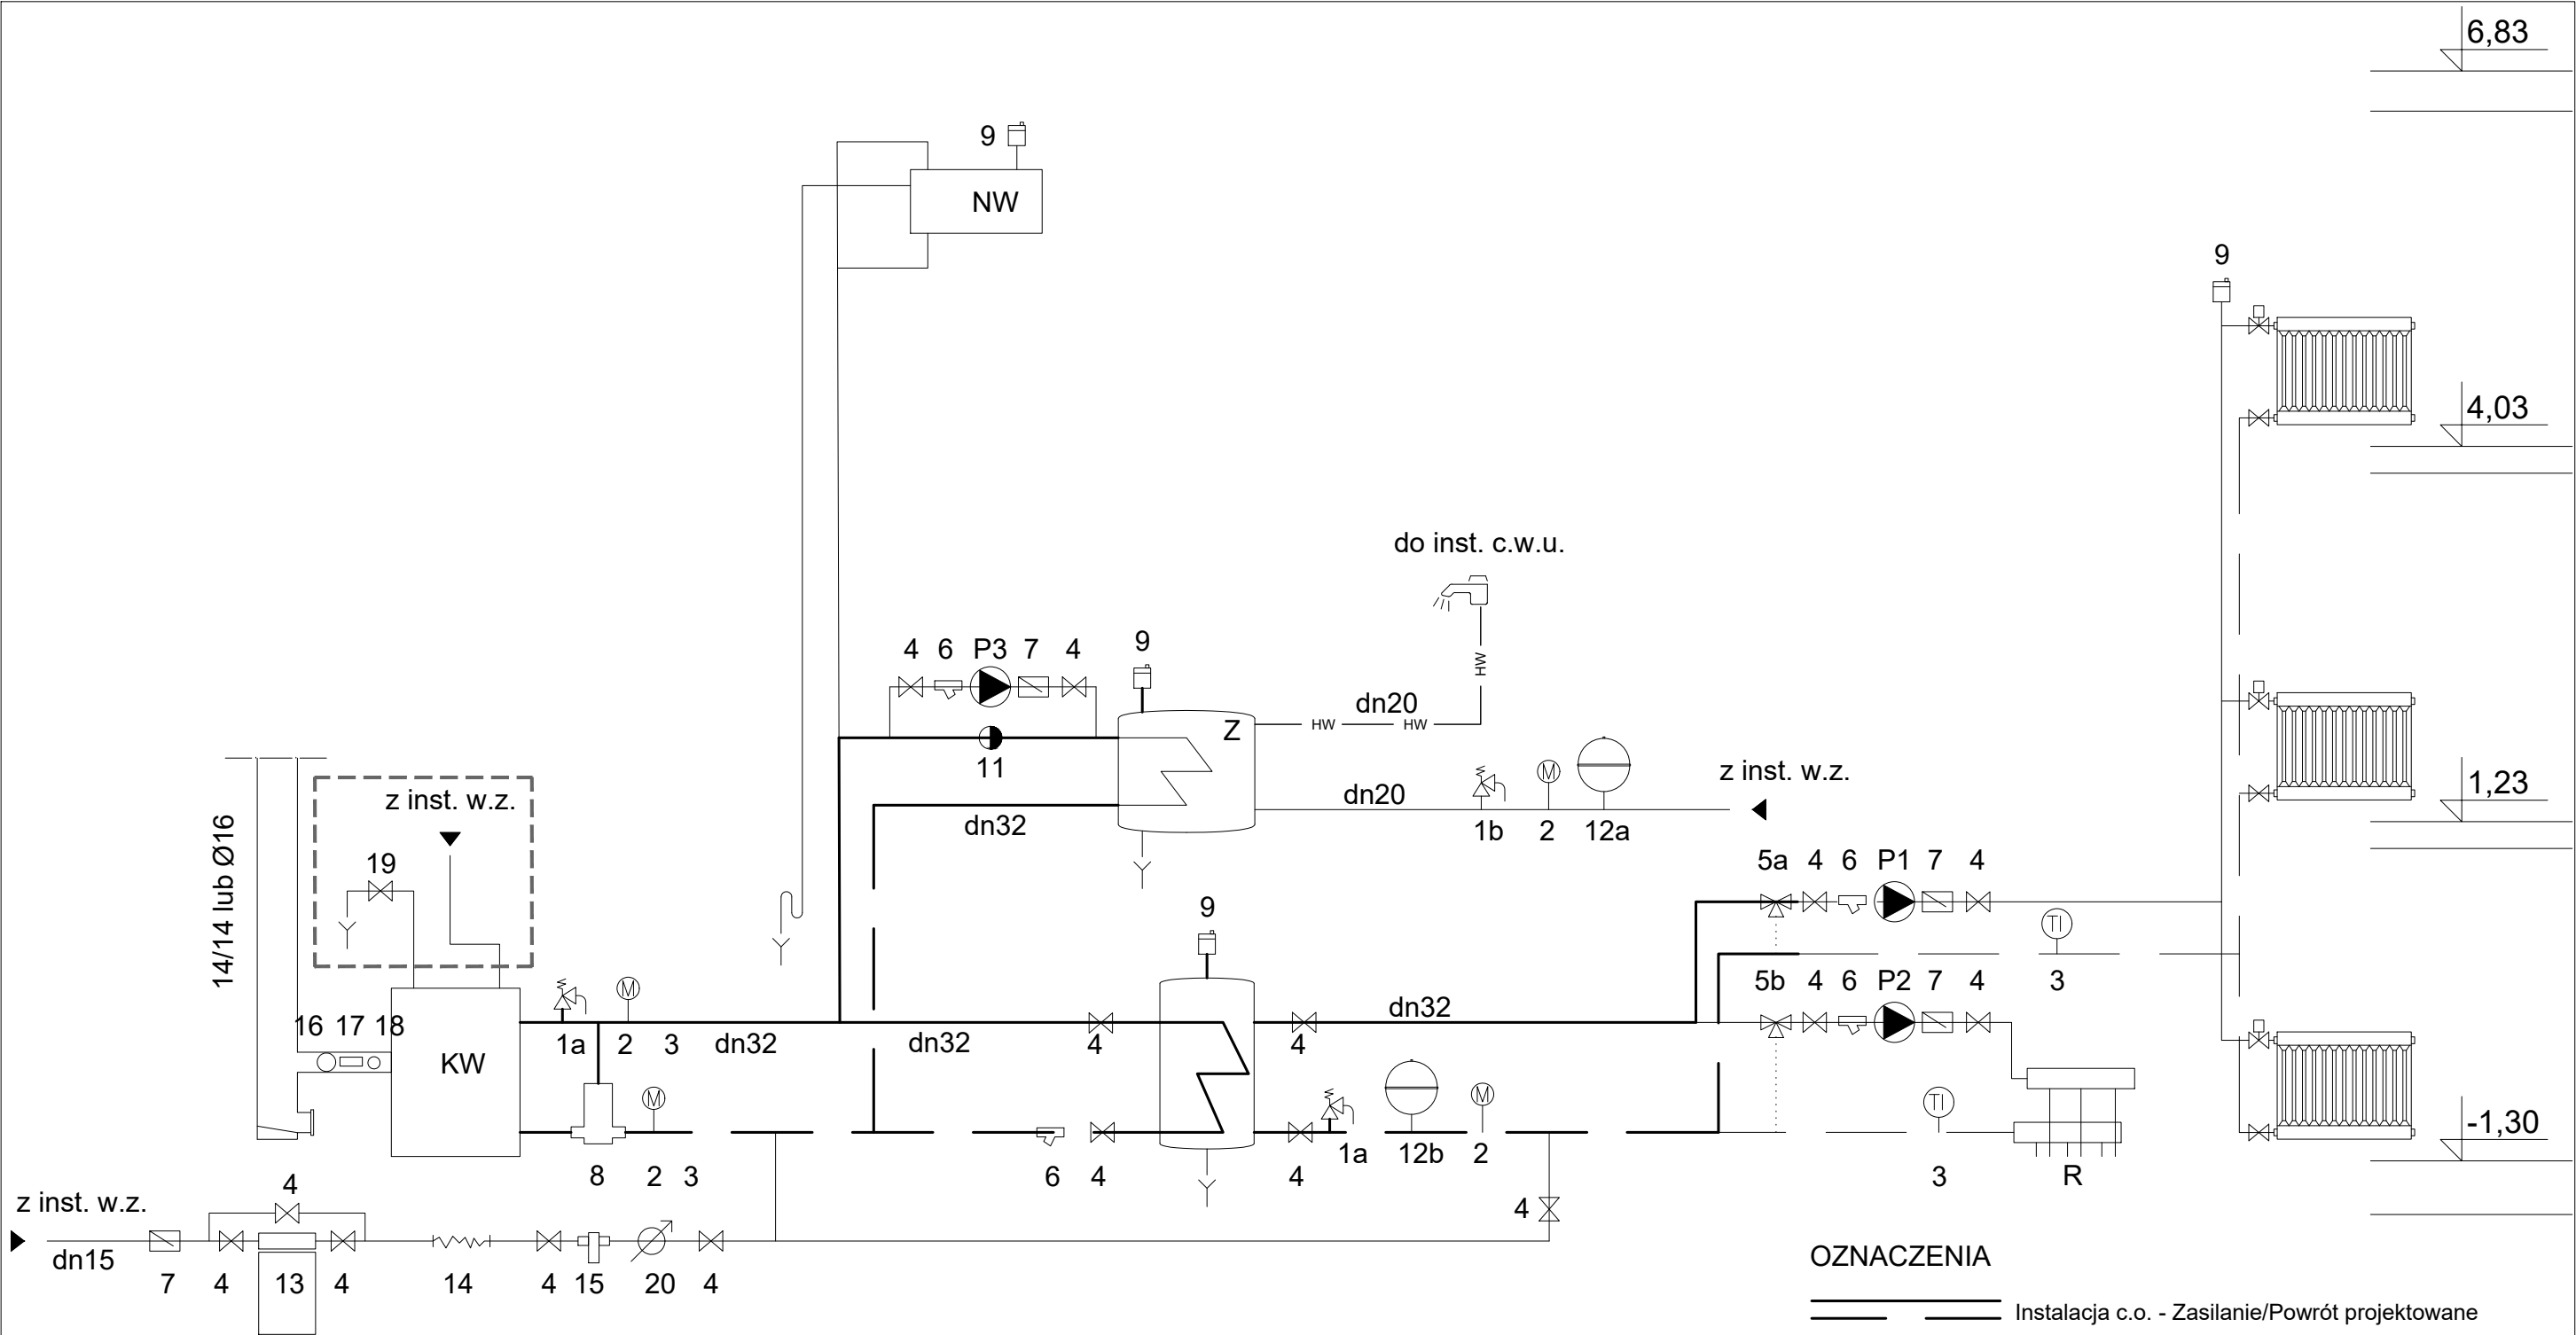 6,83
9
NW
9
4,03
do inst. c.w.u.
4 6 P3 7 4
9
HW
dn20
Z
HW HW
11
z inst. w.z.
z inst. w.z.
M
dn20
1,23
dn32
1b 2 12a
14/14 lub Ø16
19
5a 4 6 P1 7 4
9
TI
M
5b 4 6 P2 7 4
3
dn32
16 17 18
1a 2 3 dn32
dn32
4
4
KW
M
M
TI
-1,30
1a 12b 2
8 2 3
6 4
4
3
R
4
z inst. w.z.
4
dn15
OZNACZENIA
7 4 13 4 14 4 15 20 4
Instalacja c.o. - Zasilanie/Powrót projektowane